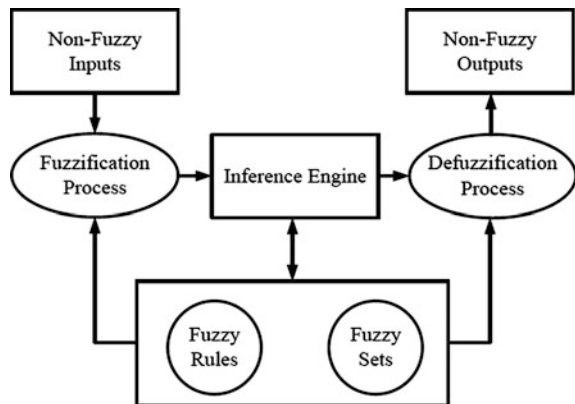 Non-Fuzzy
Inputs
Non-Fuzzy
Outputs
Fuzzification
Process
Inference Engine
Defuzzification
Process
Fuzzy
Rules
Fuzzy
Sets